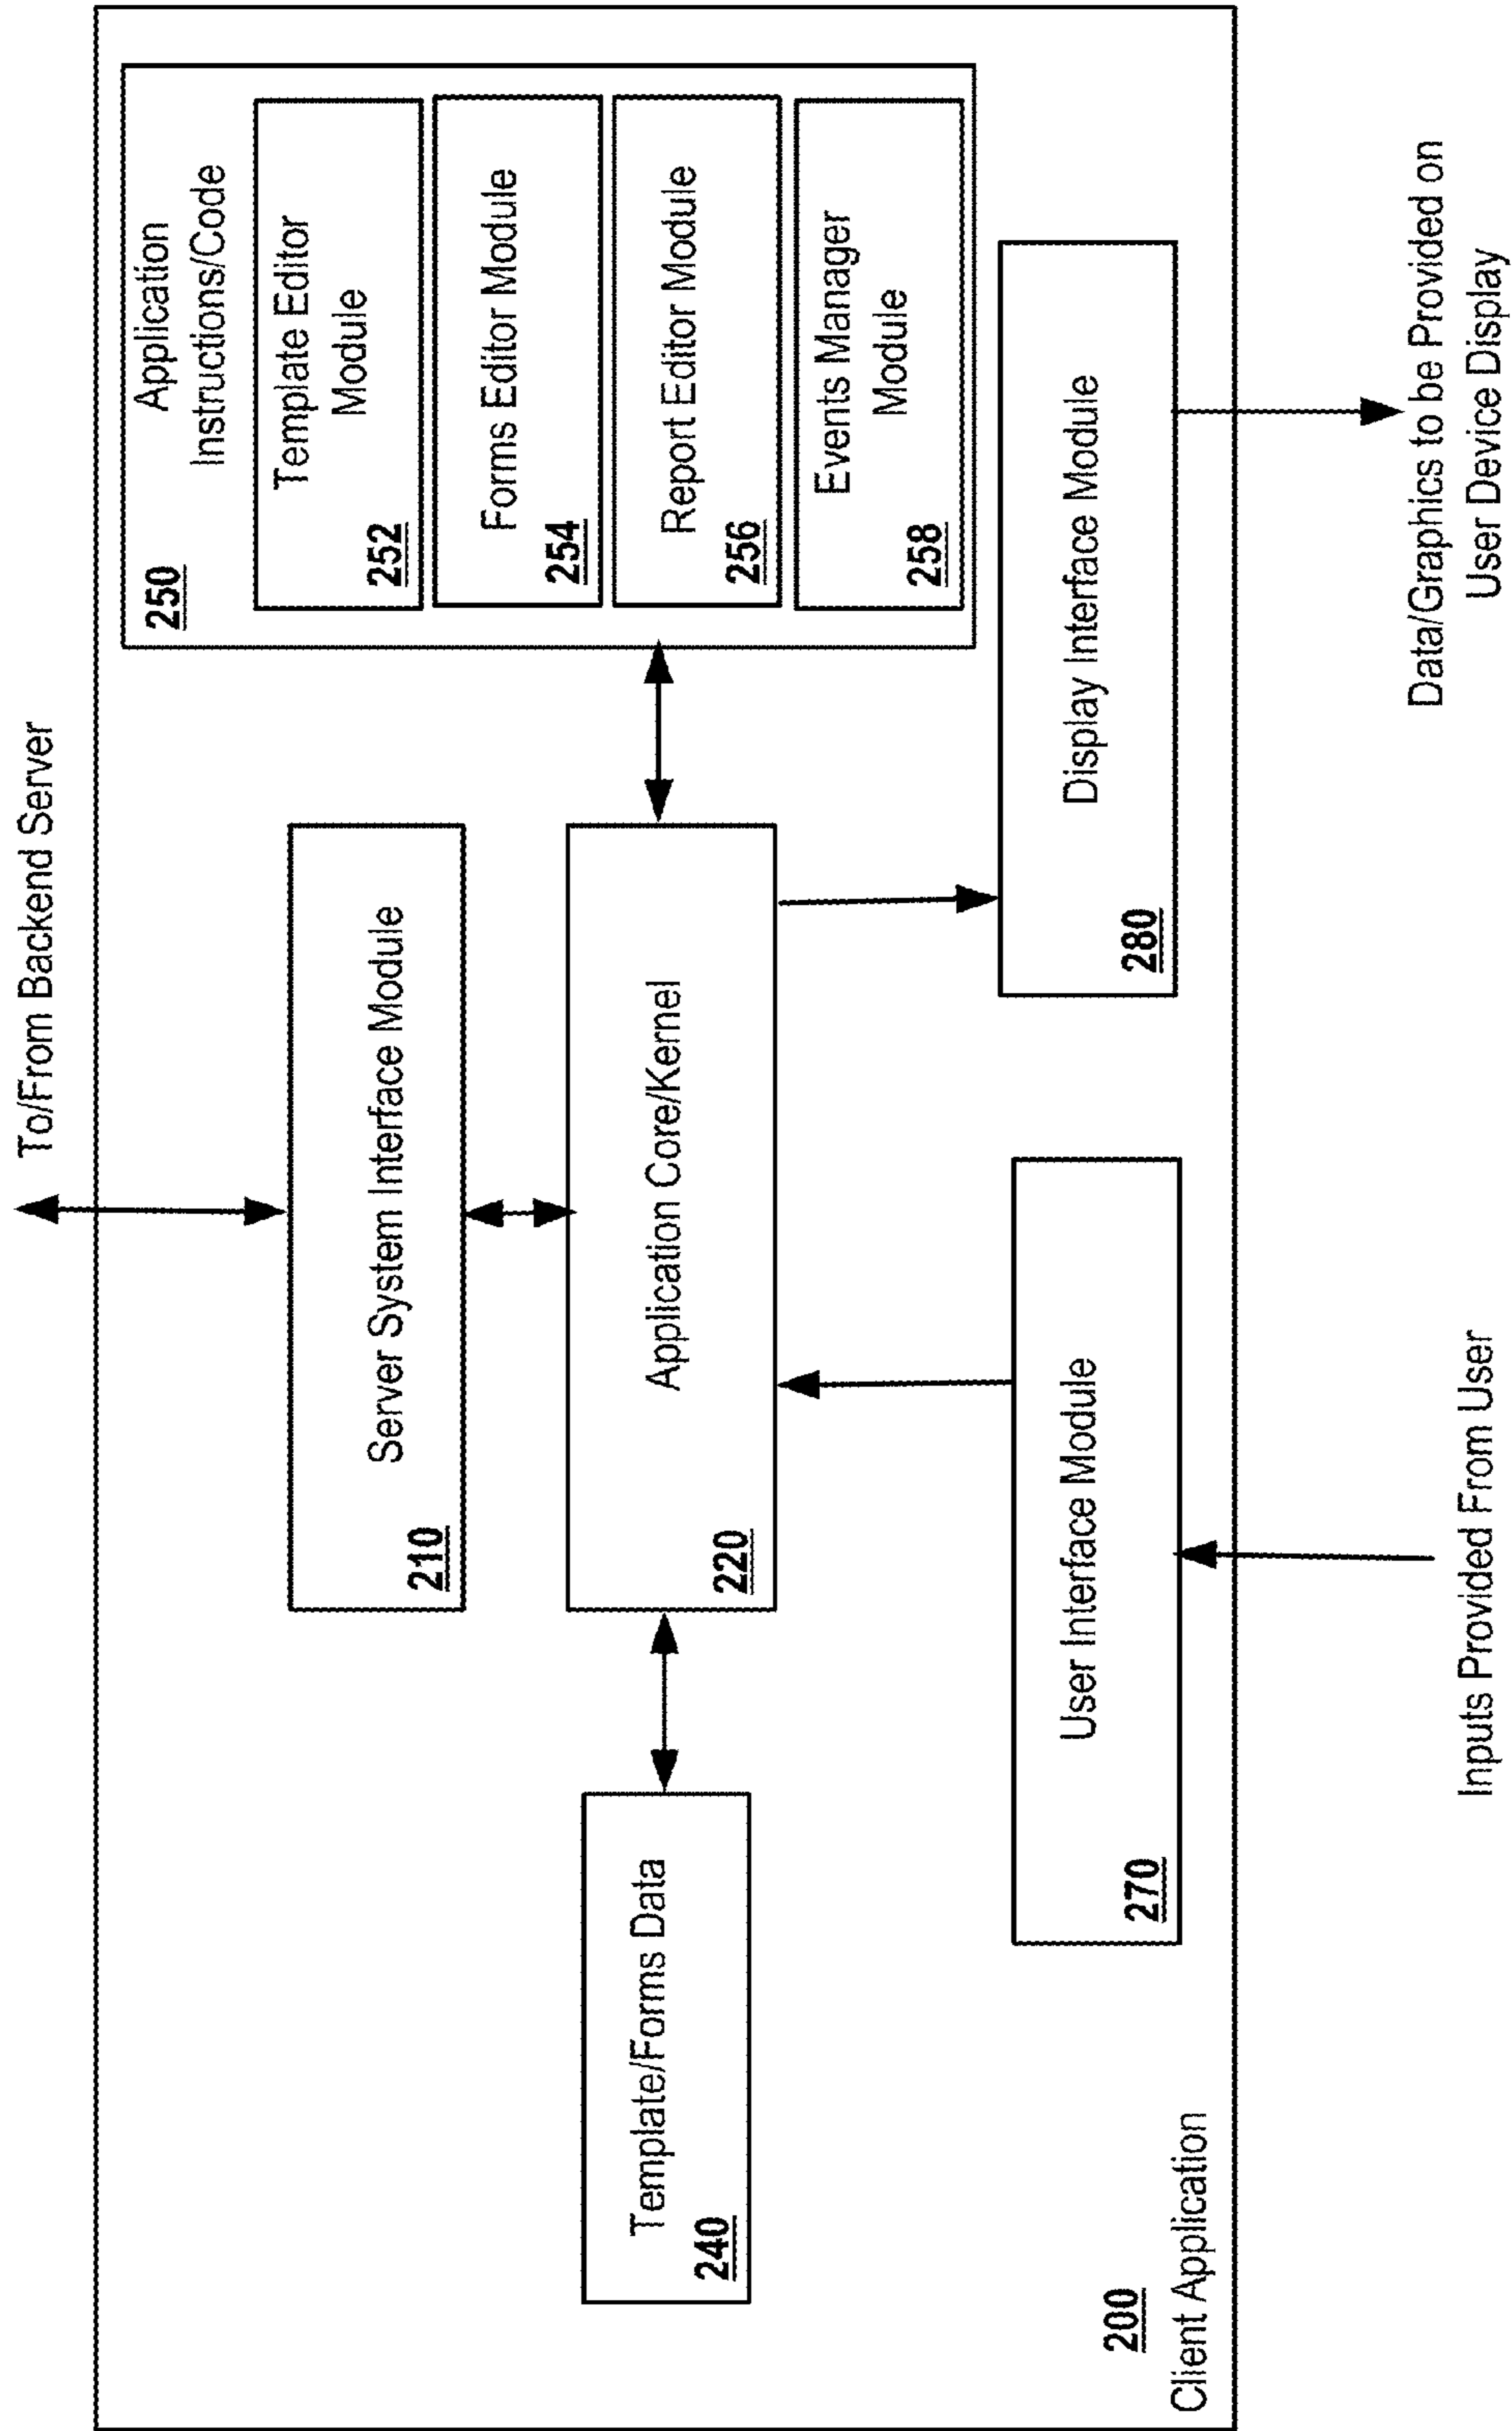 To/From Backend Server
250
Application
Instructions/Code
Template Editor
Module
252
Forms Editor Module
254
Report Editor Module
256
Events Manager
Module
258
Server System Interface Module
210
Application Core/Kernel
220
Template/Forms Data
240
User Interface Module
270
Display Interface Module
280
200
Client Application
Inputs Provided From User
Data/Graphics to be Provided on
User Device Display